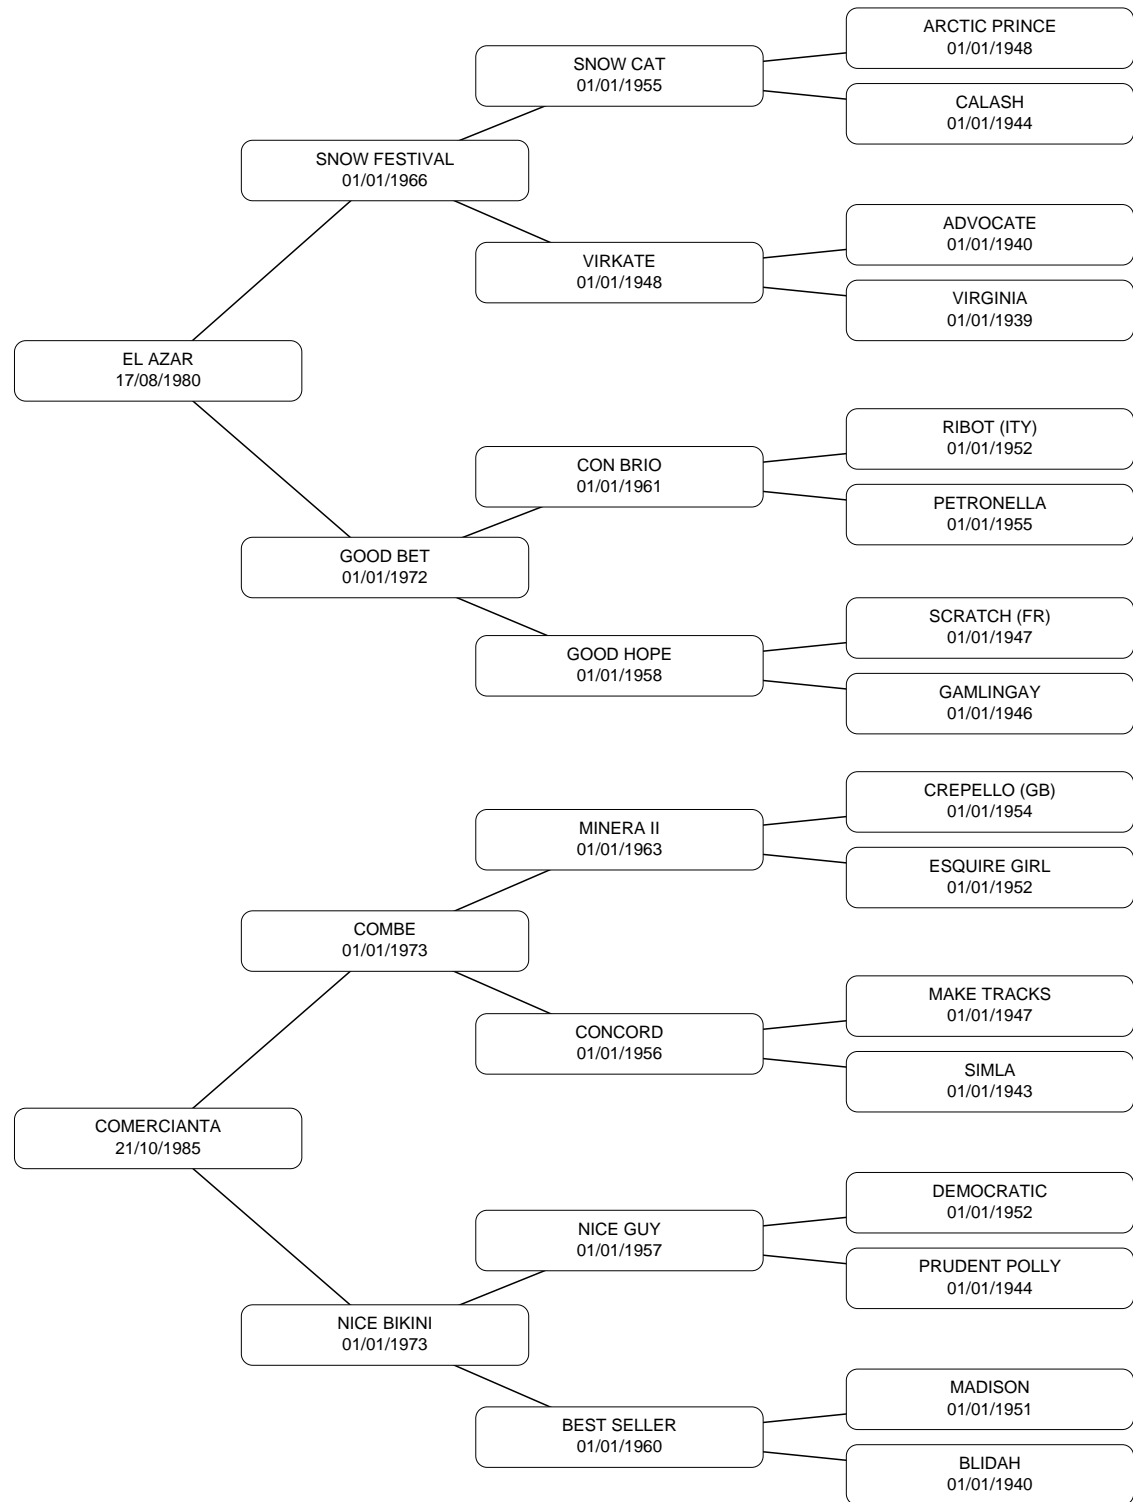 ARCTIC PRINCE
01/01/1948
SNOW CAT
01/01/1955
CALASH
01/01/1944
SNOW FESTIVAL
01/01/1966
ADVOCATE
01/01/1940
VIRKATE
01/01/1948
VIRGINIA
01/01/1939
EL AZAR
17/08/1980
RIBOT (ITY)
01/01/1952
CON BRIO
01/01/1961
PETRONELLA
01/01/1955
GOOD BET
01/01/1972
SCRATCH (FR)
01/01/1947
GOOD HOPE
01/01/1958
GAMLINGAY
01/01/1946
CREPELLO (GB)
01/01/1954
MINERA II
01/01/1963
ESQUIRE GIRL
01/01/1952
COMBE
01/01/1973
MAKE TRACKS
01/01/1947
CONCORD
01/01/1956
SIMLA
01/01/1943
COMERCIANTA
21/10/1985
DEMOCRATIC
01/01/1952
NICE GUY
01/01/1957
PRUDENT POLLY
01/01/1944
NICE BIKINI
01/01/1973
MADISON
01/01/1951
BEST SELLER
01/01/1960
BLIDAH
01/01/1940